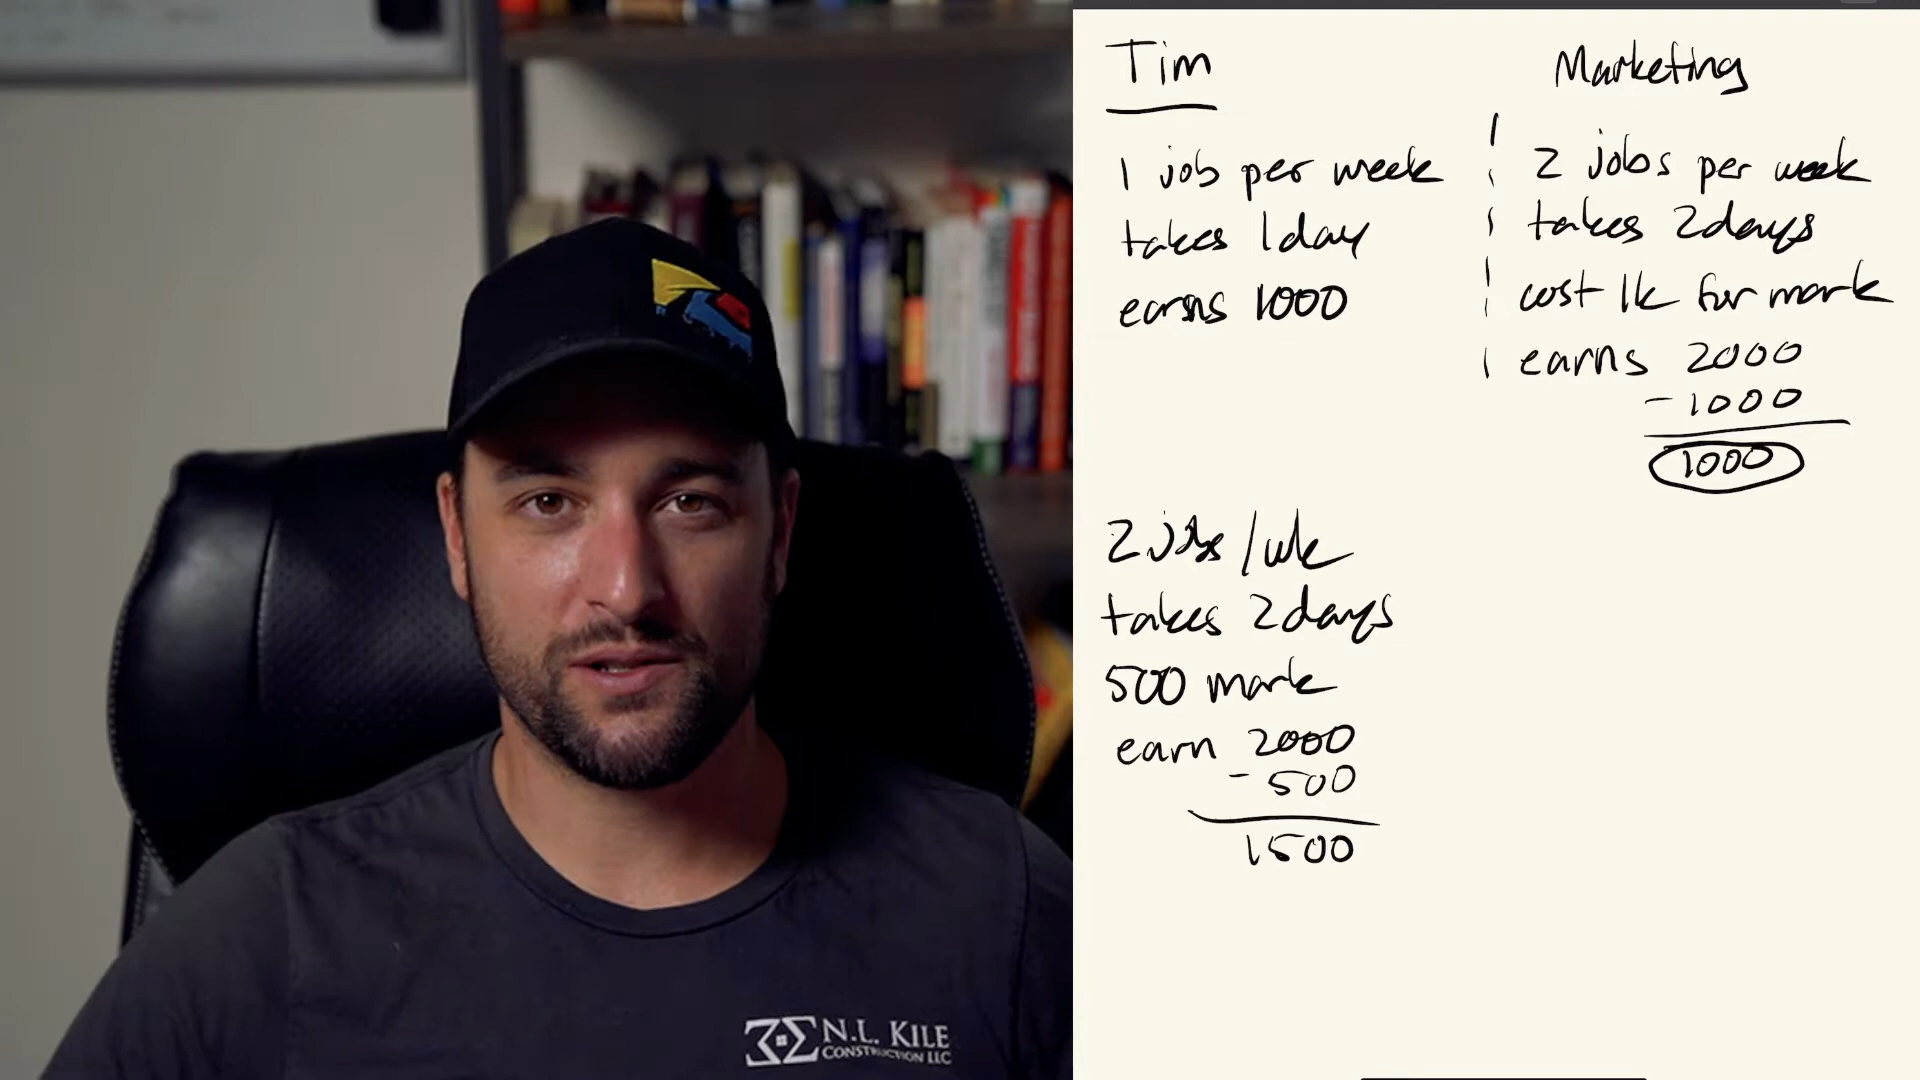 Tim
1 job per week
takes 1 day
earns 1000
Marketing
2 jobs per week
takes 2 days
cost 1k for mark
earns 2000
- 1000
1000
2 jobs / wk
takes 2 days
500 mark
earn 2000
- 500
1500
N.L. KILE
CONSTRUCTION LLC